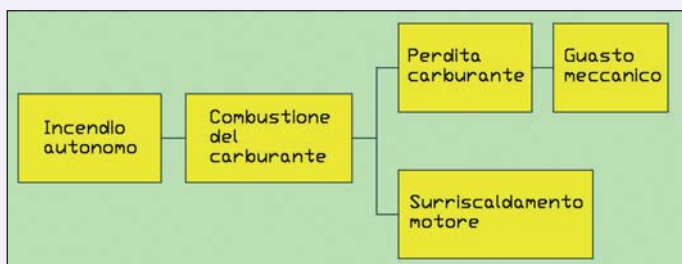 Incendio
autonomo
Combustione
del
carburante
Perdita
carburante
Guasto
meccanico
Surriscaldamento
motore